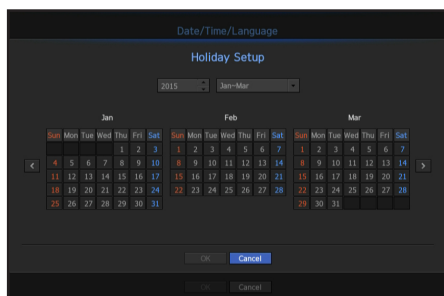 Date/Time/Language
Holiday Setup
2015 Jan~Mar
Jan Feb Mar
Sun Mon Tue Wed Thu Fri Sat Sun Mon Tue Wed Thu Fri Sat Sun Mon Tue Wed Thu Fri Sat
1 2 3 1 2 3 4 5 6 7 1 2 3 4 5 6 7
4 5 6 7 8 9 10 8 9 10 11 12 13 14 8 9 10 11 12 13 14
11 12 13 14 15 16 17 15 16 17 18 19 20 21 15 16 17 18 19 20 21
18 19 20 21 22 23 24 22 23 24 25 26 27 28 22 23 24 25 26 27 28
25 26 27 28 29 30 31 29 30 31
OK Cancel
OK Cancel